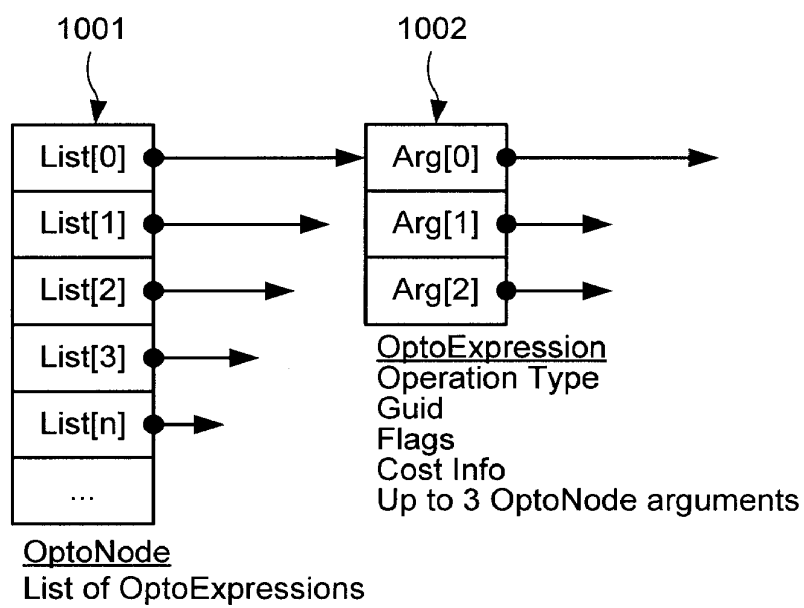 1001
1002
List[0]
List[1]
List[2]
List[3]
List[n]
...
OptoNode
List of OptoExpressions
Arg[0]
Arg[1]
Arg[2]
OptoExpression
Operation Type
Guid
Flags
Cost Info
Up to 3 OptoNode arguments